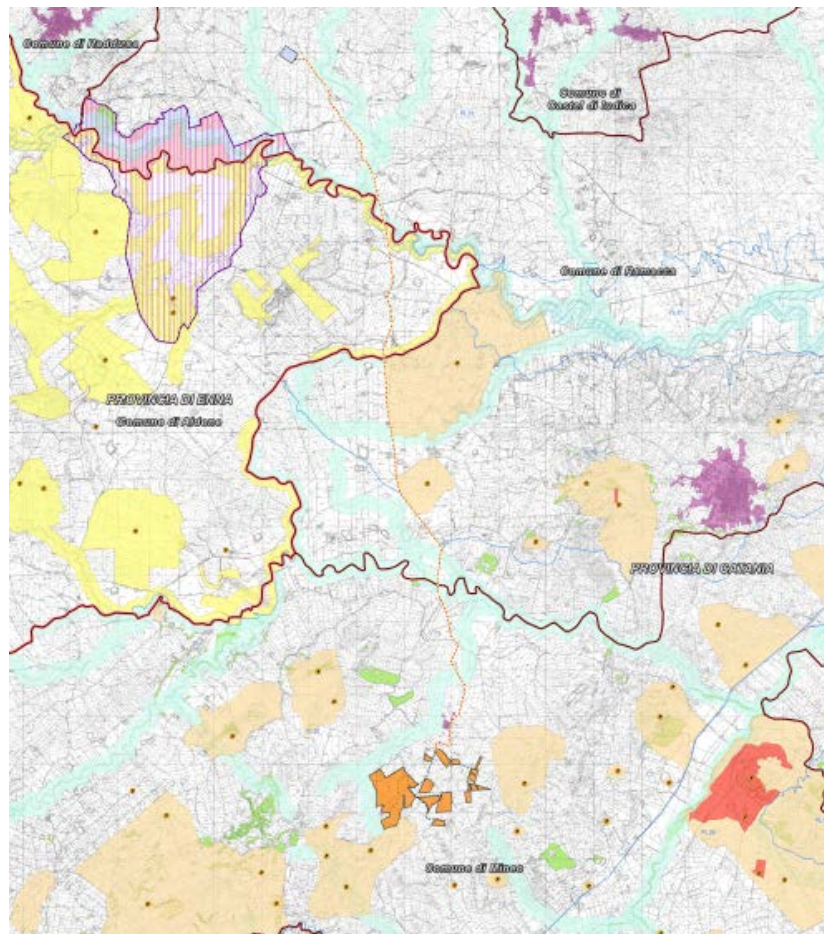 Comune di Raddusa
Comune di
Castel di Iudica
Comune di Ramacca
PROVINCIA DI ENNA
Comune di Aidone
PROVINCIA DI CATANIA
Comune di Mineo